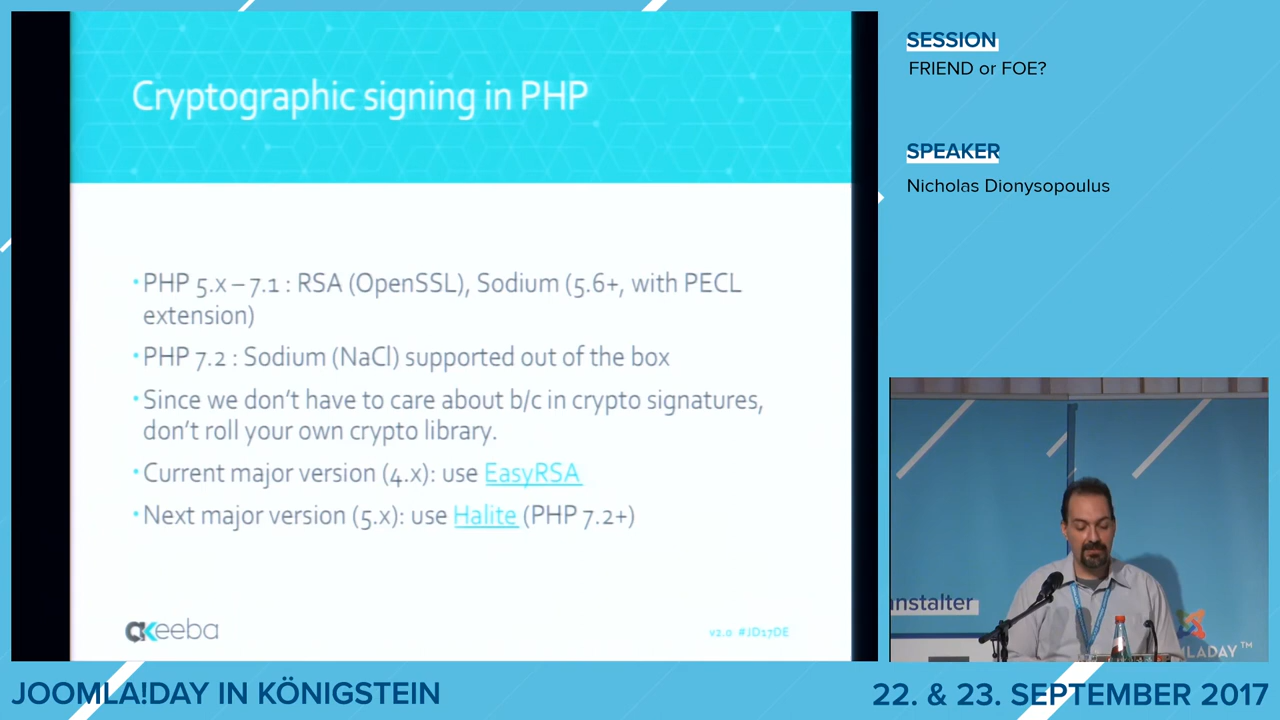 Cryptographic signing in PHP
•PHP 5.x – 7.1 : RSA (OpenSSL), Sodium (5.6+, with PECL
extension)
•PHP 7.2 : Sodium (NaCl) supported out of the box
•Since we don't have to care about b/c in crypto signatures,
don't roll your own crypto library.
•Current major version (4.x): use EasyRSA
•Next major version (5.x): use Halite (PHP 7.2+)
akeeba
v2.0 #JD17DE
SESSION
FRIEND or FOE?
SPEAKER
Nicholas Dionysopoulus
nstalter
MLADAY™
JOOMLA!DAY IN KÖNIGSTEIN
22. & 23. SEPTEMBER 2017